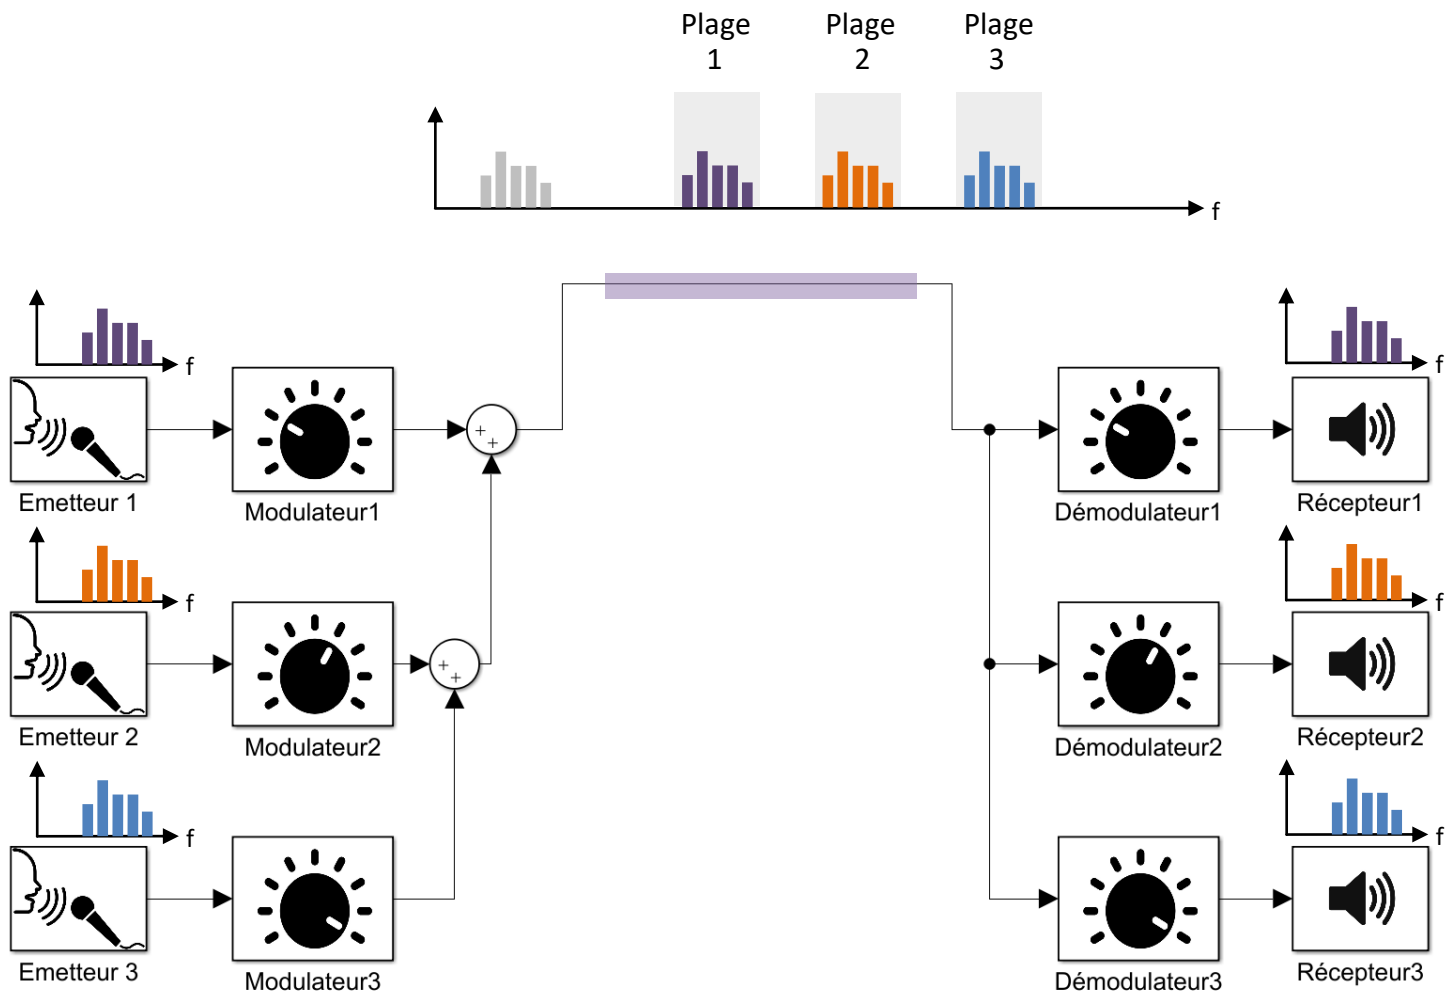 Plage
1
Plage
2
Plage
3
f
f
f
Emetteur 1
Modulateur1
+
+
Démodulateur1
Récepteur1
f
f
Emetteur 2
Modulateur2
+
+
Démodulateur2
Récepteur2
f
f
Emetteur 3
Modulateur3
Démodulateur3
Récepteur3